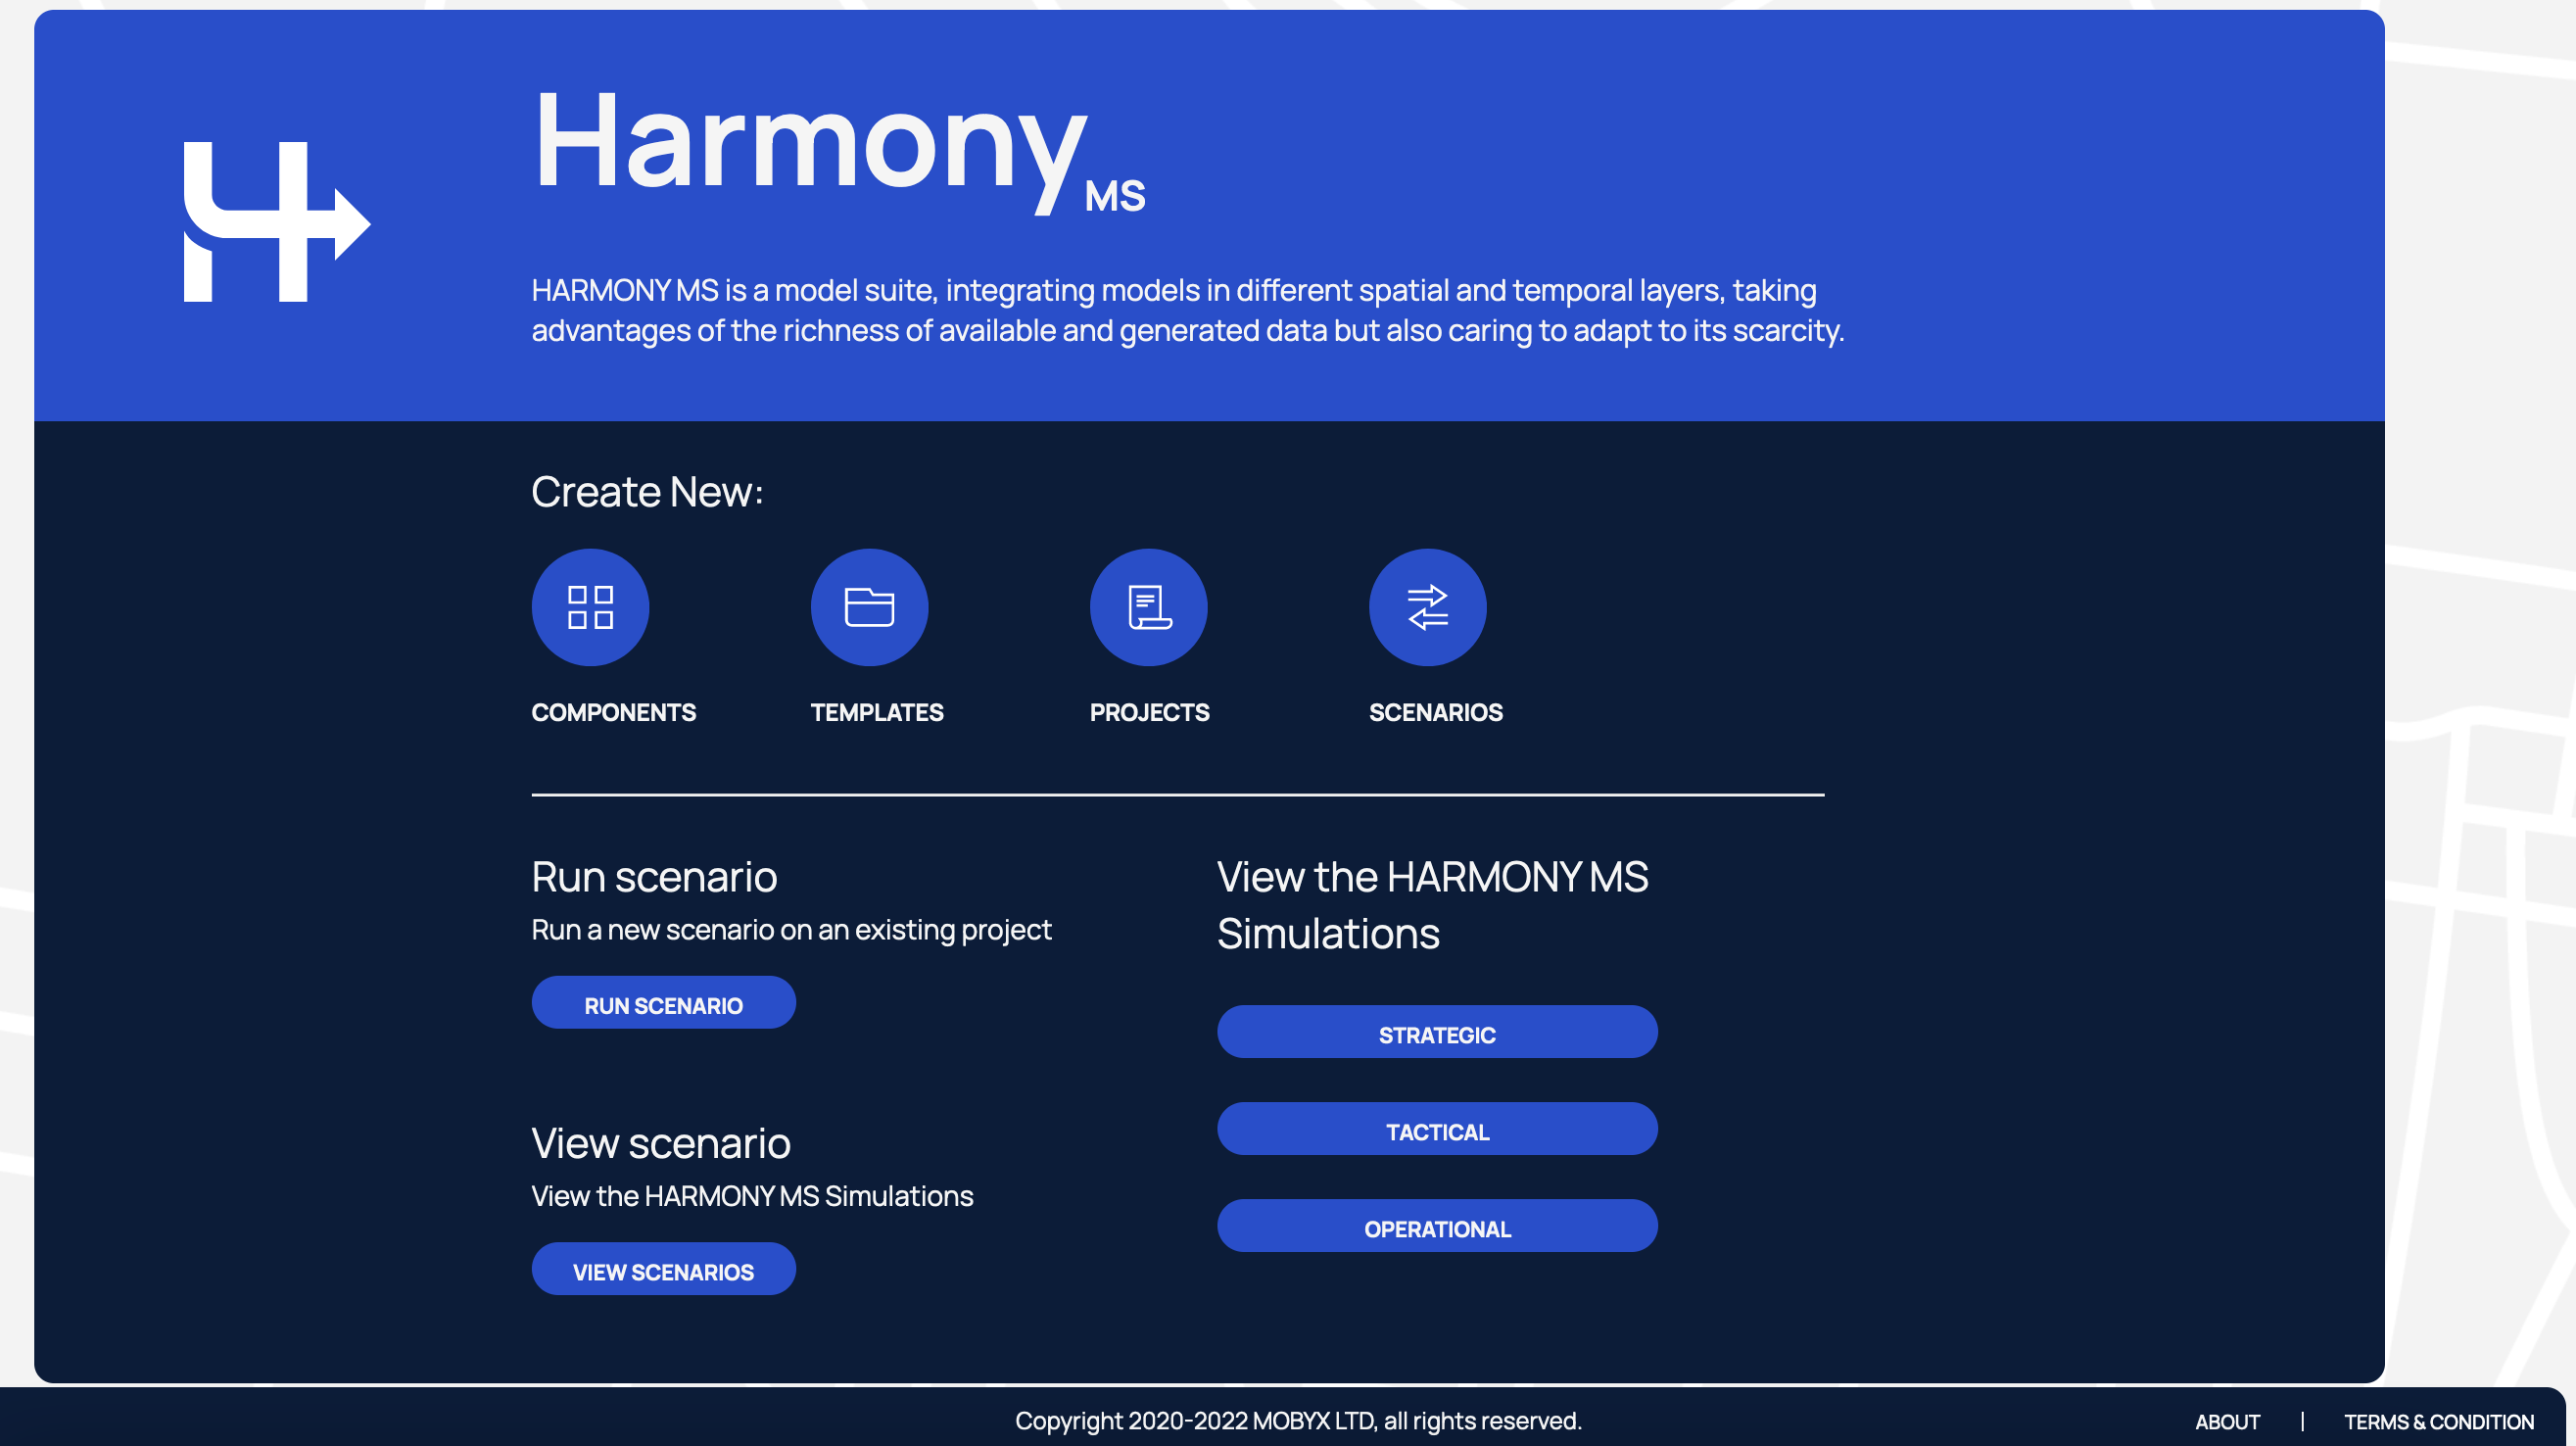 Harmony MS
HARMONY MS is a model suite, integrating models in different spatial and temporal layers, taking
advantages of the richness of available and generated data but also caring to adapt to its scarcity.
Create New:
COMPONENTS
TEMPLATES
PROJECTS
SCENARIOS
Run scenario
Run a new scenario on an existing project
RUN SCENARIO
View scenario
View the HARMONY MS Simulations
VIEW SCENARIOS
View the HARMONY MS
Simulations
STRATEGIC
TACTICAL
OPERATIONAL
Copyright 2020-2022 MOBYX LTD, all rights reserved.
ABOUT | TERMS & CONDITION